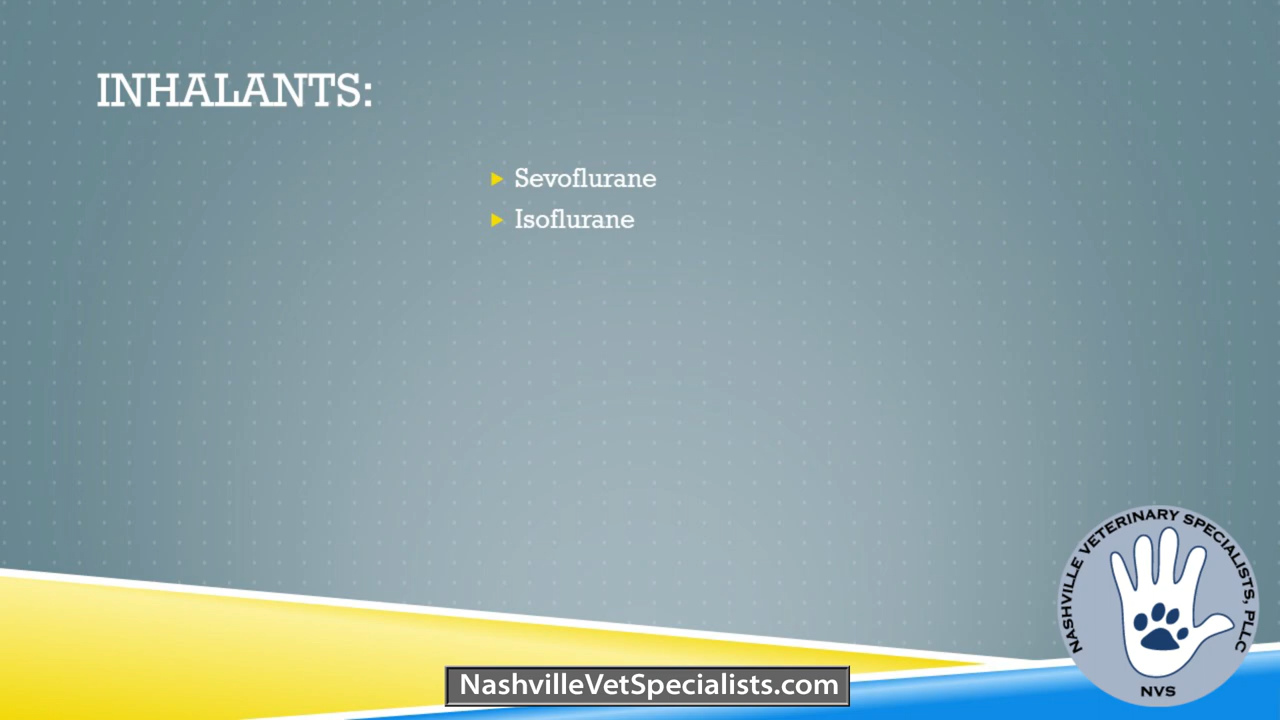 INHALANTS:
Sevoflurane
Isoflurane
NASHVILLE VETERINARY SPECIALISTS, PLLC
NVS
NashvilleVetSpecialists.com